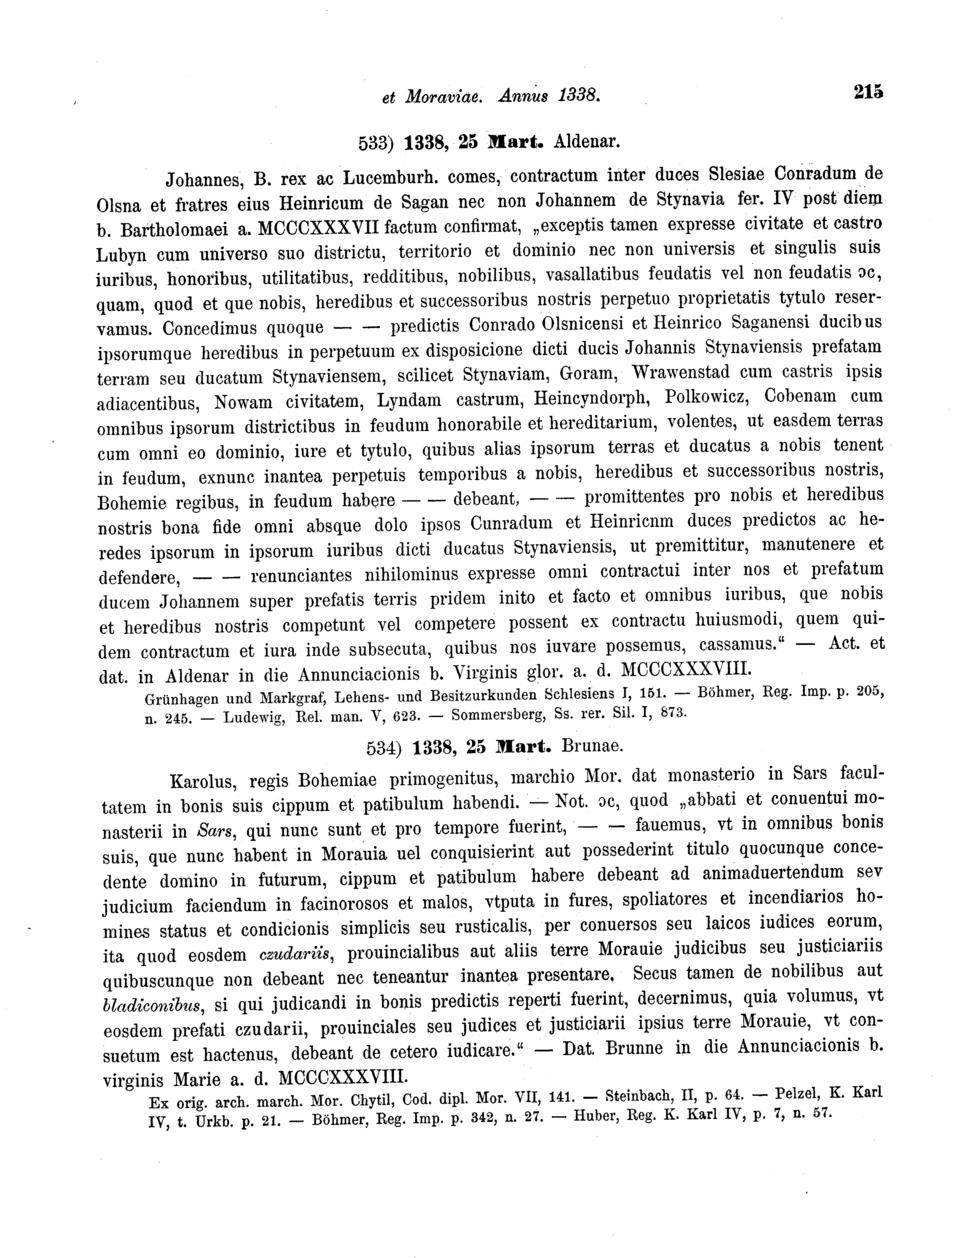 et Moraviae. Annus 1338. 215
533) 1338, 25 Mart. Aldenar.
Johannes, B. rex ac Lucemburh. comes, contractum inter duces Slesiae Conradum de
Olsna et fratres eius Heinricum de Sagan nec non Johannem de Stynavia fer. IV post diem
b. Bartholomaei a. MCCCXXXVII factum confirmat, „exceptis tamen expresse civitate et castro
Lubyn cum universo suo districtu, territorio et dominio nec non universis et singulis suis
iuribus, honoribus, utilitatibus, redditibus, nobilibus, vasallatibus feudatis vel non feudatis ɔc,
quam, quod et que nobis, heredibus et successoribus nostris perpetuo proprietatis tytulo reser-
vamus. Concedimus quoque — — predictis Conrado Olsnicensi et Heinrico Saganensi ducibus
ipsorumque heredibus in perpetuum ex disposicione dicti ducis Johannis Stynaviensis prefatam
terram seu ducatum Stynaviensem, scilicet Stynaviam, Goram, Wrawenstad cum castris ipsis
adiacentibus, Nowam civitatem, Lyndam castrum, Heincyndorph, Polkowicz, Cobenam cum
omnibus ipsorum districtibus in feudum honorabile et hereditarium, volentes, ut easdem terras
cum omni eo dominio, iure et tytulo, quibus alias ipsorum terras et ducatus a nobis tenent
in feudum, exnunc inantea perpetuis temporibus a nobis, heredibus et successoribus nostris,
Bohemie regibus, in feudum habere — — debeant, — — promittentes pro nobis et heredibus
nostris bona fide omni absque dolo ipsos Cunradum et Heinricnm duces predictos ac he-
redes ipsorum in ipsorum iuribus dicti ducatus Stynaviensis, ut premittitur, manutenere et
defendere, — — renunciantes nihilominus expresse omni contractui inter nos et prefatum
ducem Johannem super prefatis terris pridem inito et facto et omnibus iuribus, que nobis
et heredibus nostris competunt vel competere possent ex contractu huiusmodi, quem qui-
dem contractum et iura inde subsecuta, quibus nos iuvare possemus, cassamus.“ — Act. et
dat. in Aldenar in die Annunciacionis b. Virginis glor. a. d. MCCCXXXVIII.
Grünhagen und Markgraf, Lehens- und Besitzurkunden Schlesiens I, 151. — Böhmer, Reg. Imp. p. 205,
n. 245. — Ludewig, Rel. man. V, 623. — Sommersberg, Ss. rer. Sil. I, 873.
534) 1338, 25 Mart. Brunae.
Karolus, regis Bohemiae primogenitus, marchio Mor. dat monasterio in Sars facul-
tatem in bonis suis cippum et patibulum habendi. — Not. ɔc, quod „abbati et conuentui mo-
nasterii in Sars, qui nunc sunt et pro tempore fuerint, — — fauemus, vt in omnibus bonis
suis, que nunc habent in Morauia uel conquisierint aut possederint titulo quocunque conce-
dente domino in futurum, cippum et patibulum habere debeant ad animaduertendum sev
judicium faciendum in facinorosos et malos, vtputa in fures, spoliatores et incendiarios ho-
mines status et condicionis simplicis seu rusticalis, per conuersos seu laicos iudices eorum,
ita quod eosdem czudariis, prouincialibus aut aliis terre Morauie judicibus seu justiciariis
quibuscunque non debeant nec teneantur inantea presentare. Secus tamen de nobilibus aut
bladiconibus, si qui judicandi in bonis predictis reperti fuerint, decernimus, quia volumus, vt
eosdem prefati czudarii, prouinciales seu judices et justiciarii ipsius terre Morauie, vt con-
suetum est hactenus, debeant de cetero iudicare.“ — Dat. Brunne in die Annunciacionis b.
virginis Marie a. d. MCCCXXXVIII.
Ex orig. arch. march. Mor. Chytil, Cod. dipl. Mor. VII, 141. — Steinbach, II, p. 64. — Pelzel, K. Karl
IV, t. Urkb. p. 21. — Böhmer, Reg. Imp. p. 342, n. 27. — Huber, Reg. K. Karl IV, p. 7, n. 57.